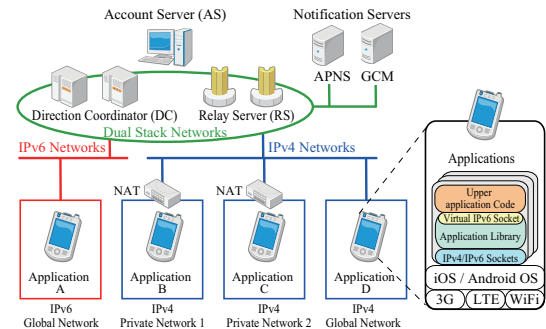 Account Server (AS)
Notification Servers
APNS
GCM
Direction Coordinator (DC)
Relay Server (RS)
Dual Stack Networks
IPv6 Networks
IPv4 Networks
NAT
NAT
Application
A
Application
B
Application
C
Application
D
IPv6
Global Network
IPv4
Private Network 1
IPv4
Private Network 2
IPv4
Global Network
Applications
Upper
application Code
Virtual IPv6 Socket
Application Library
IPv4/IPv6 Sockets
iOS / Android OS
3G
LTE
WiFi